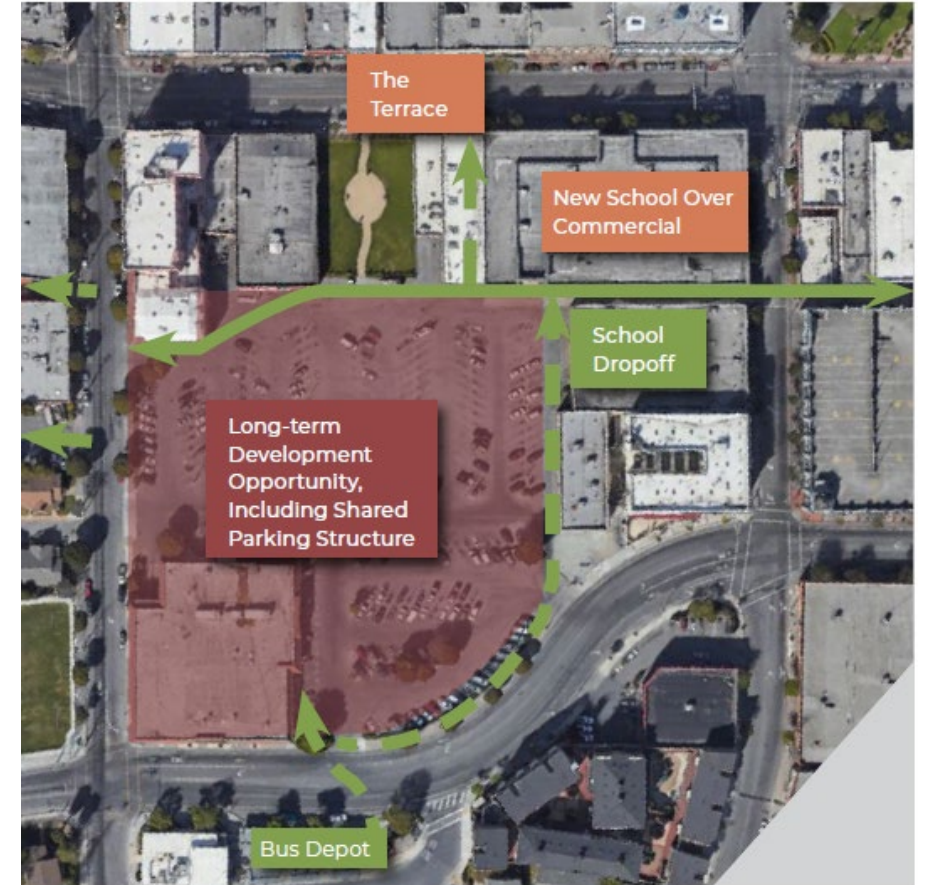 The
Terrace
New School Over
Commercial
School
Dropoff
Long-term
Development
Opportunity,
Including Shared
Parking Structure
Bus Depot